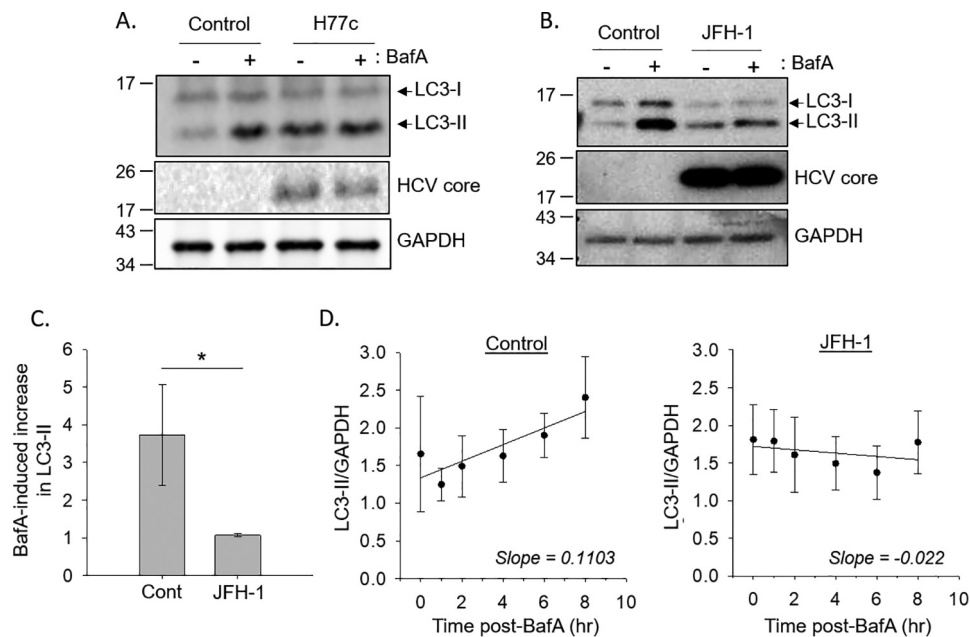 A.
Control H77c
- + - + : BafA
17
LC3-I
LC3-II
26
HCV core
17
43
GAPDH
34
B.
Control JFH-1
- + - + : BafA
17
LC3-I
LC3-II
26
HCV core
17
43
GAPDH
34
C.
BafA-induced increase
in LC3-II
6
5
4
3
2
1
0
*
Cont JFH-1
D.
Control
LC3-II/GAPDH
3.0
2.5
2.0
1.5
1.0
0.5
0.0
Slope = 0.1103
0 2 4 6 8 10
Time post-BafA (hr)
JFH-1
LC3-II/GAPDH
3.0
2.5
2.0
1.5
1.0
0.5
0.0
Slope = -0.022
0 2 4 6 8 10
Time post-BafA (hr)